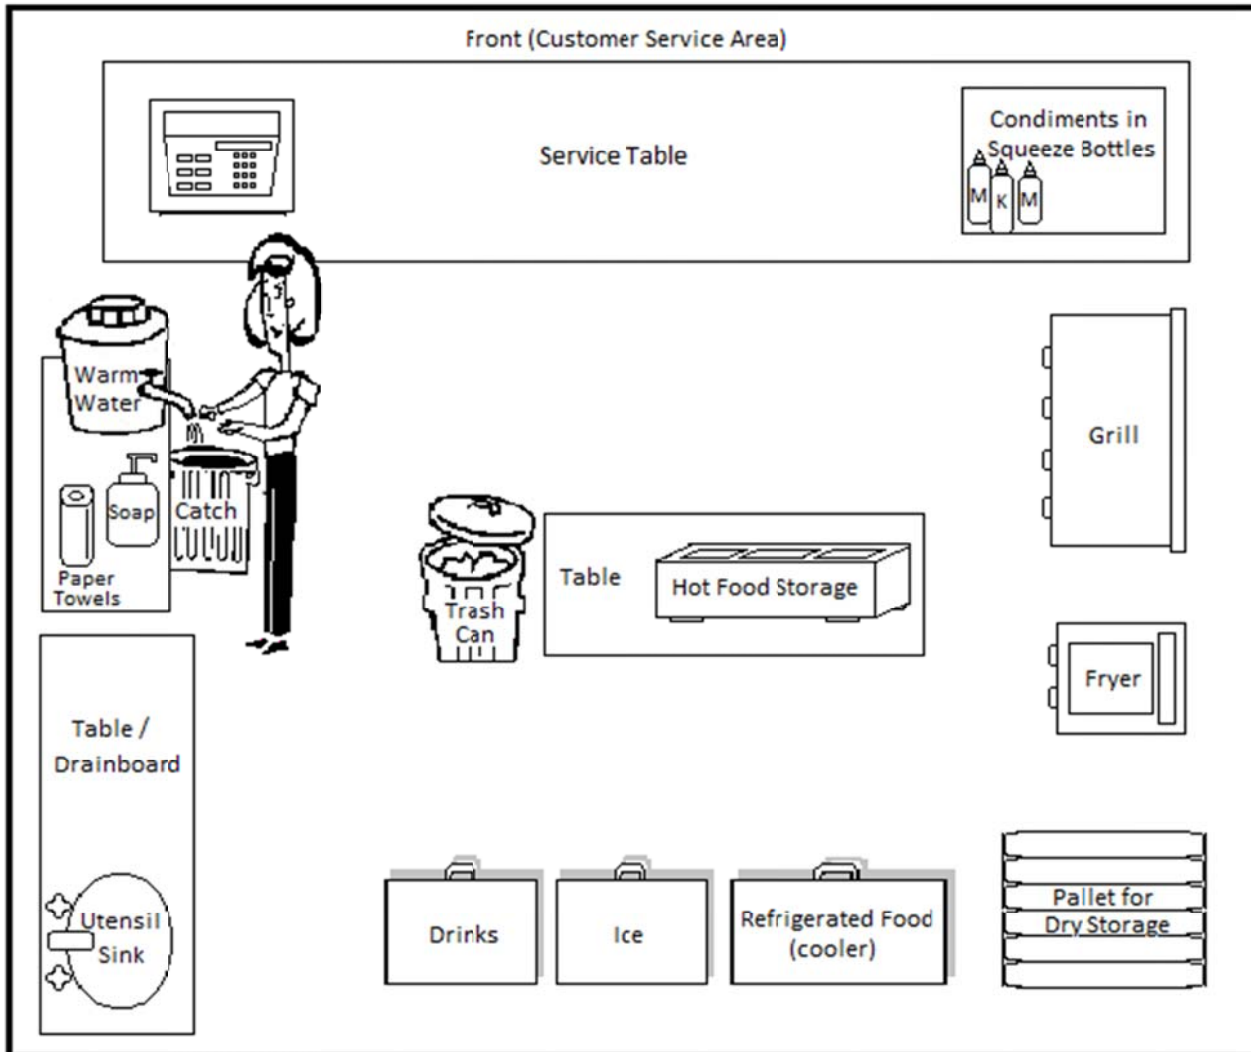 Front (Customer Service Area)
Service Table
Condiments in
Squeeze Bottles
M
K
M
Warm
Water
Soap
Catch
Paper
Towels
Grill
Trash
Can
Table
Hot Food Storage
Fryer
Table /
Drainboard
Utensil
Sink
Drinks
Ice
Refrigerated Food
(cooler)
Pallet for
Dry Storage